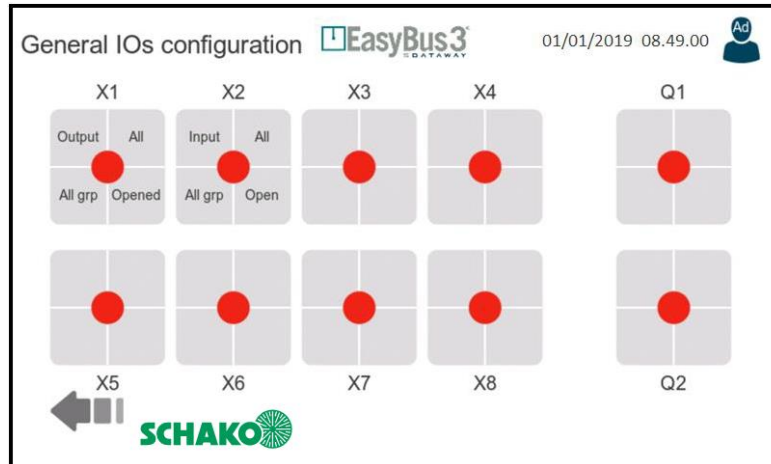 General IOs configuration
EasyBus3
DATAWAY
01/01/2019 08.49.00
Ad
X1 X2 X3 X4 Q1
Output All Input All
All grp Opened All grp Open
X5 X6 X7 X8 Q2
SCHAKO